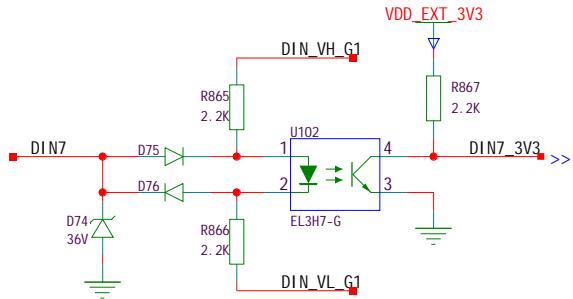 VDD_EXT_3V3
DIN_VH_G1
R865
2.2K
R867
2.2K
U102
DIN7
D75
1
4
DIN7_3V3
>>
D76
2
3
D74
36V
R866
2.2K
EL3H7-G
DIN_VL_G1